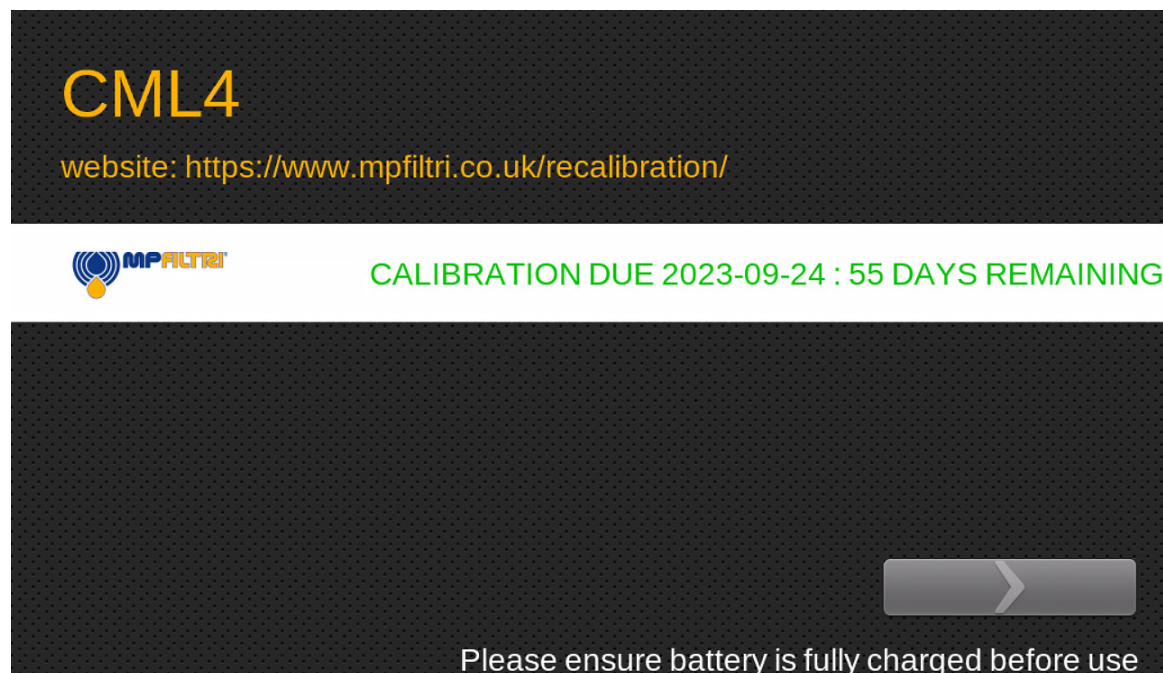 CML4
website: https://www.mpfiltri.co.uk/recalibration/
MPFILTRI
CALIBRATION DUE 2023-09-24 : 55 DAYS REMAINING
Please ensure battery is fully charged before use